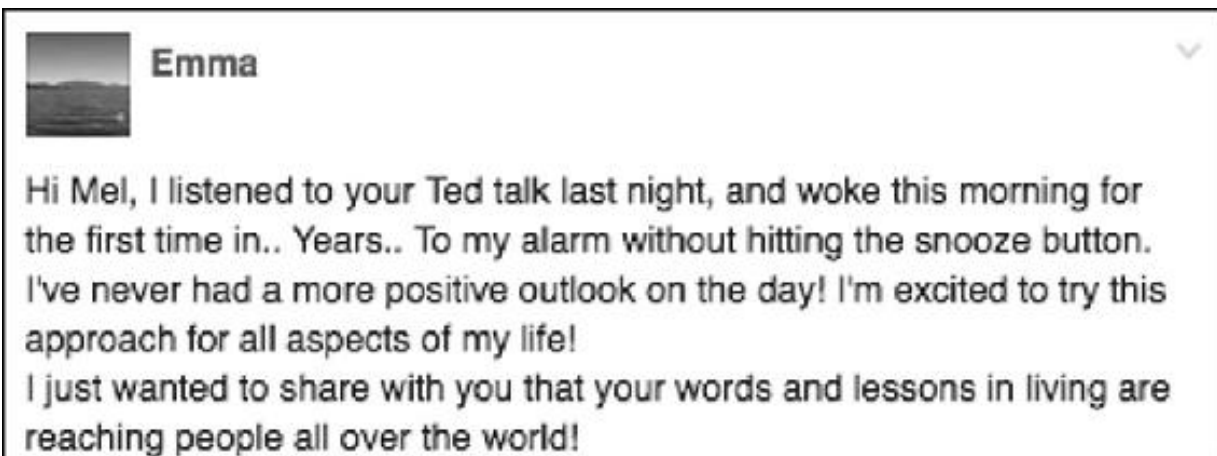 Emma
Hi Mel, I listened to your Ted talk last night, and woke this morning for
the first time in.. Years.. To my alarm without hitting the snooze button.
I've never had a more positive outlook on the day! I'm excited to try this
approach for all aspects of my life!
I just wanted to share with you that your words and lessons in living are
reaching people all over the world!